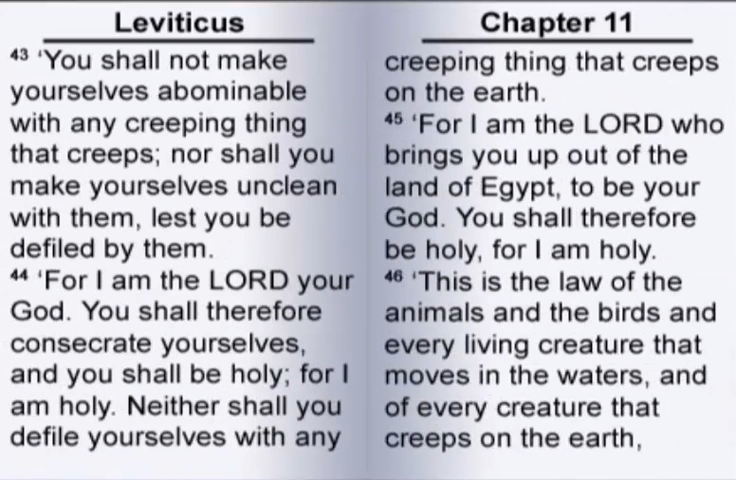 Leviticus
43 ‘You shall not make
yourselves abominable
with any creeping thing
that creeps; nor shall you
make yourselves unclean
with them, lest you be
defiled by them.
44 ‘For I am the LORD your
God. You shall therefore
consecrate yourselves,
and you shall be holy; for I
am holy. Neither shall you
defile yourselves with any
Chapter 11
creeping thing that creeps
on the earth.
45 ‘For I am the LORD who
brings you up out of the
land of Egypt, to be your
God. You shall therefore
be holy, for I am holy.
46 ‘This is the law of the
animals and the birds and
every living creature that
moves in the waters, and
of every creature that
creeps on the earth,